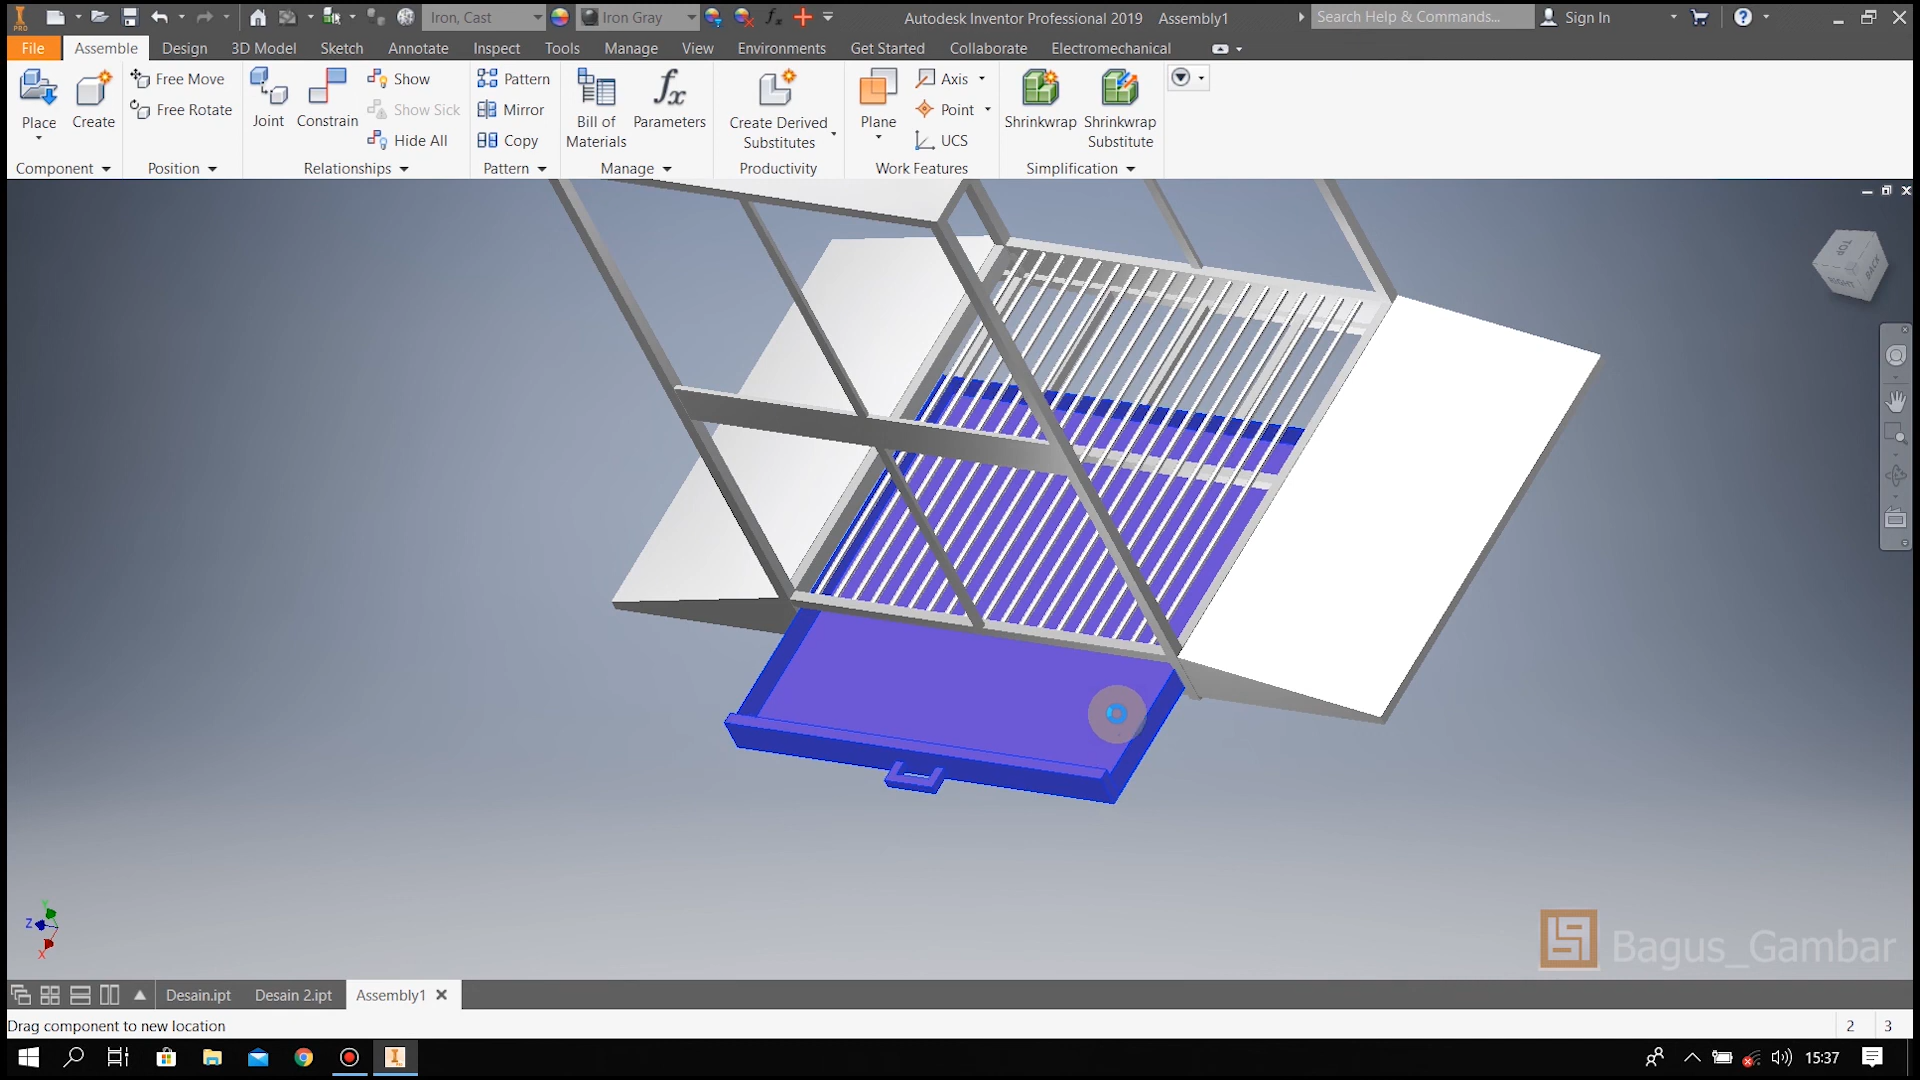 PRO
Iron, Cast
Iron Gray
Autodesk Inventor Professional 2019 Assembly1
Search Help & Commands...
Sign In
File Assemble Design 3D Model Sketch Annotate Inspect Tools Manage View Environments Get Started Collaborate Electromechanical
Place
Create
Free Move
Free Rotate
Component
Position
Joint
Constrain
Show
Show Sick
Hide All
Relationships
Pattern
Mirror
Copy
Pattern
Bill of
Materials
Parameters
Manage
Create Derived
Substitutes
Productivity
Plane
Axis
Point
UCS
Work Features
Shrinkwrap
Shrinkwrap
Substitute
Simplification
TOP
BACK
RIGHT
Y
Z
X
Bagus_Gambar
Desain.ipt Desain 2.ipt Assembly1
Drag component to new location
2 3
15:37